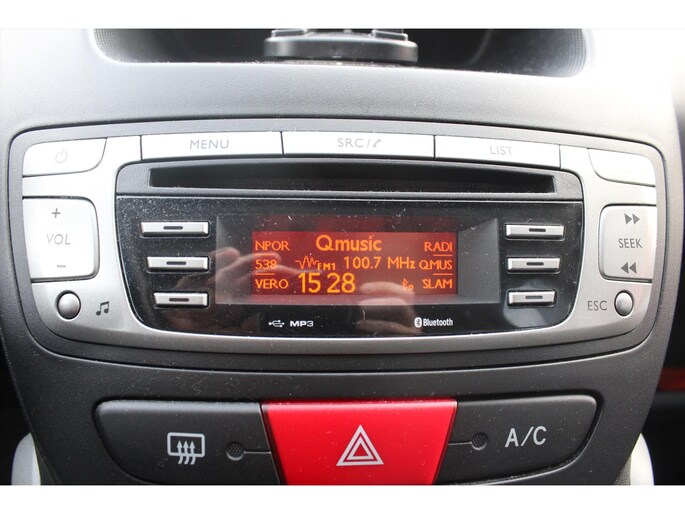 MENU SRC/ LIST
+
VOL
–
NPOR Qmusic RADI
538 FM1 100.7 MHz Q.MUS
VERO 15 28 SLAM
SEEK
ESC
MP3 Bluetooth
A/C